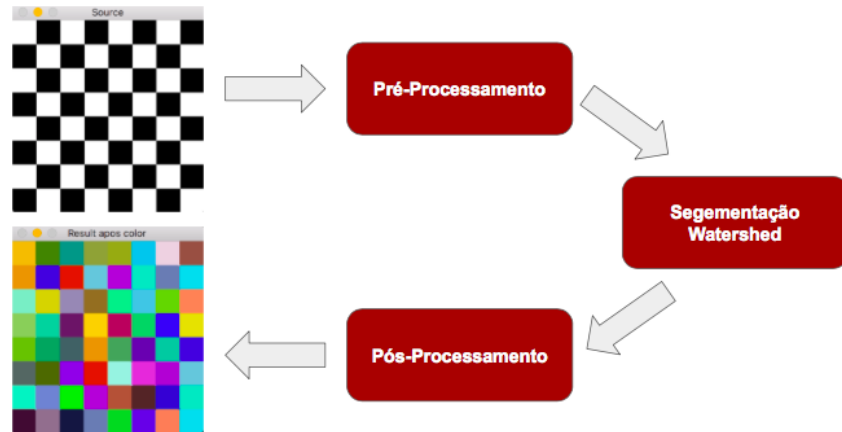 Source
Pré-Processamento
Segementação
Watershed
Pós-Processamento
Result apos color